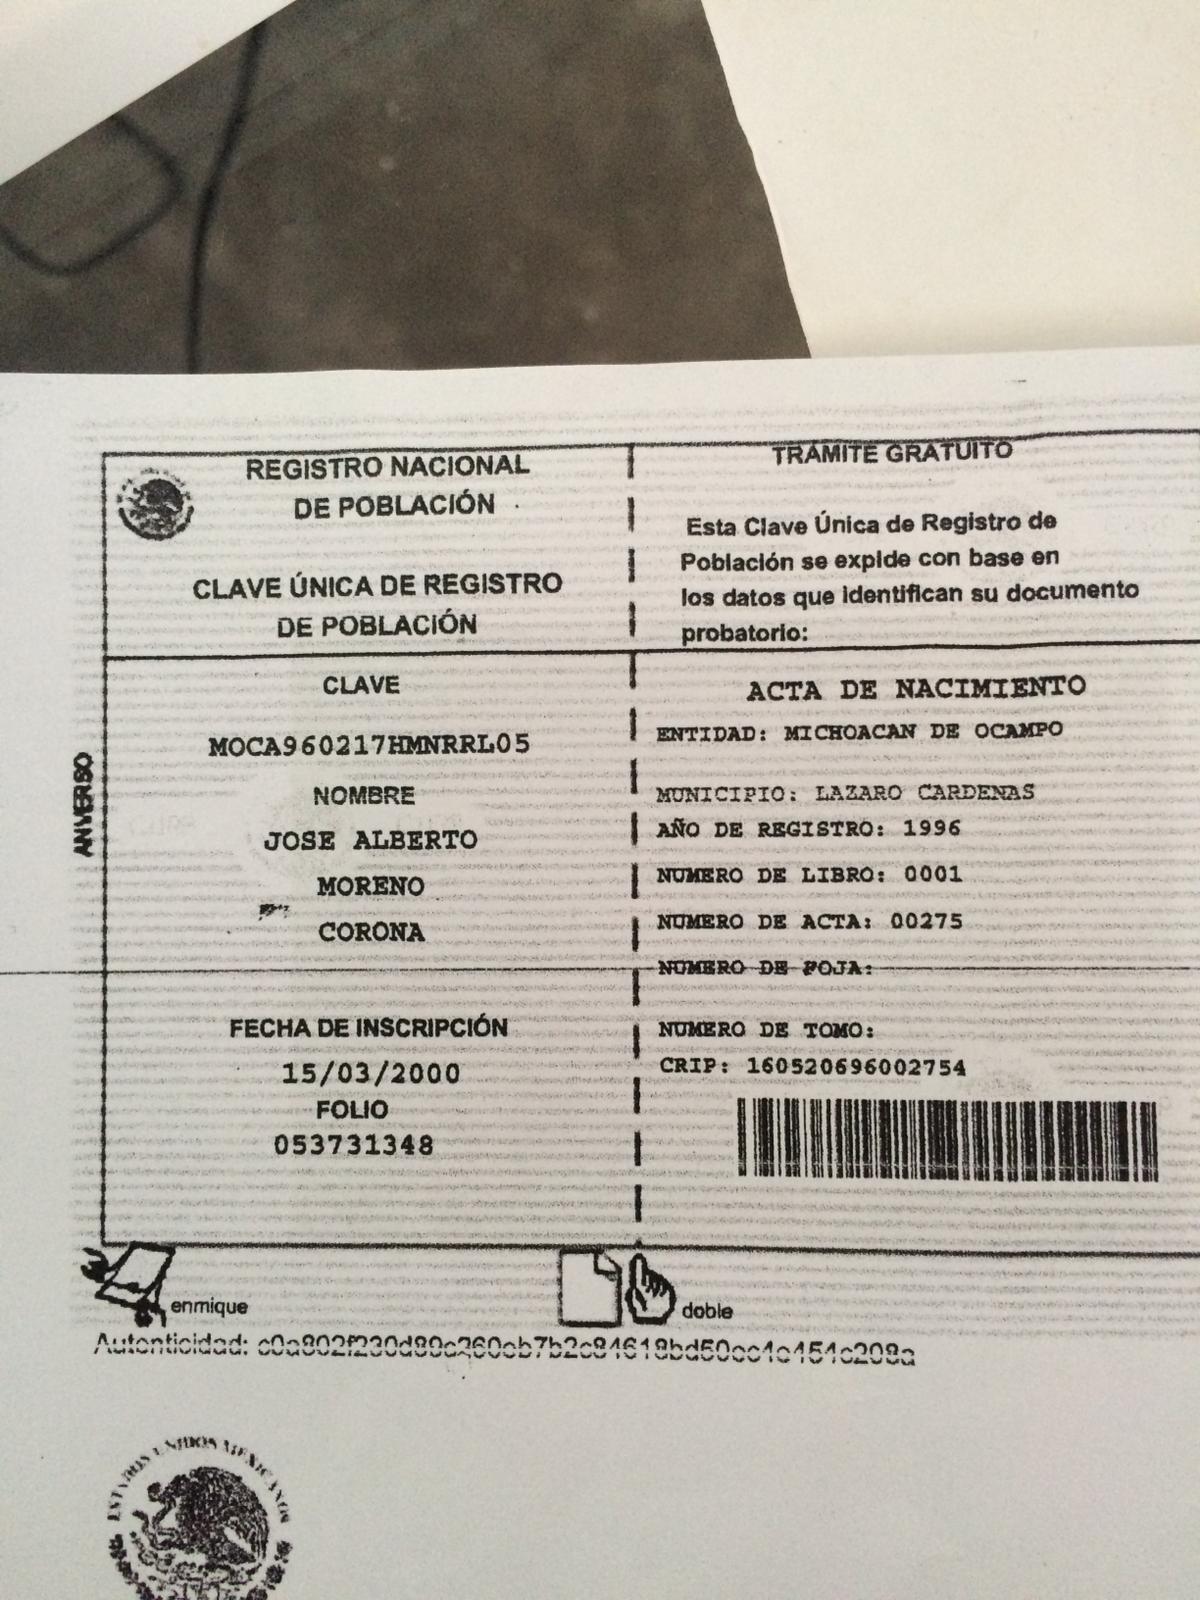 REGISTRO NACIONAL
DE POBLACIÓN
CLAVE ÚNICA DE REGISTRO
DE POBLACIÓN
TRÁMITE GRATUITO
Esta Clave Única de Registro de
Población se expide con base en
los datos que identifican su documento
probatorio:
ANVERSO
CLAVE
MOCA960217HMNRRL05
NOMBRE
JOSE ALBERTO
MORENO
CORONA
FECHA DE INSCRIPCIÓN
15/03/2000
FOLIO
053731348
ACTA DE NACIMIENTO
ENTIDAD: MICHOACAN DE OCAMPO
MUNICIPIO: LAZARO CARDENAS
AÑO DE REGISTRO: 1996
NUMERO DE LIBRO: 0001
NUMERO DE ACTA: 00275
NUMERO DE FOJA:
NUMERO DE TOMO:
CRIP: 160520696002754
enmique
doble
Autenticidad:
ESTADOS UNIDOS MEXICANOS